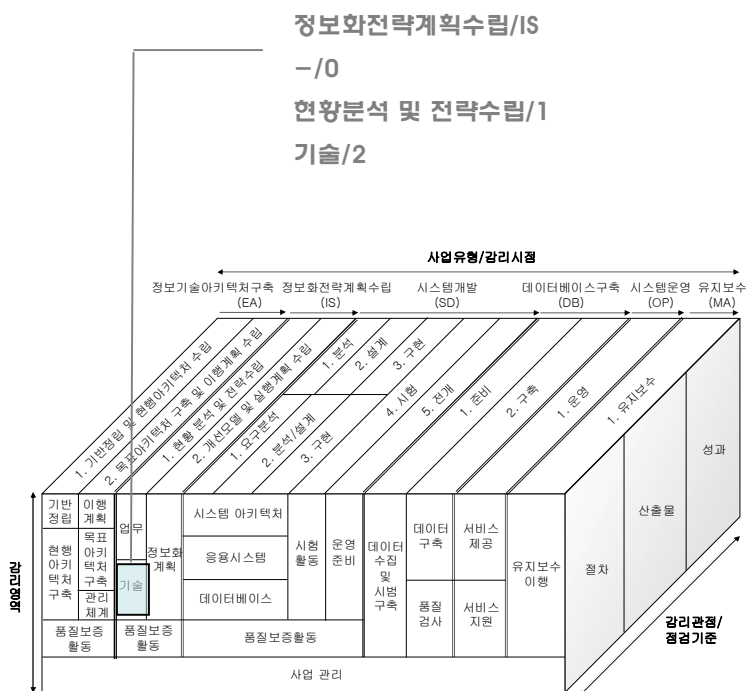 정보화전략계획수립/IS
–/0
현황분석 및 전략수립/1
기술/2
사업유형/감리시점
정보기술아키텍처구축
(EA)
정보화전략계획수립
(IS)
시스템개발
(SD)
데이터베이스구축
(DB)
시스템운영
(OP)
유지보수
(MA)
1. 기반정립 및 현행아키텍처 수립
2. 목표아키텍처 구축 및 이행계획 수립
1. 현황 분석 및 전략수립
2. 개선모델 및 실행계획 수립
1. 분석
2. 설계
3. 구현
1. 요구분석
2. 분석/설계
3. 구현
4. 시험
5. 전개
1. 준비
2. 구축
1. 운영
1. 유지보수
감리영역
기반
정립
이행
계획
현행
아키
텍처
구축
목표
아키
텍처
구축
관리
체계
업무
기술
정보화
계획
시스템 아키텍처
응용시스템
데이터베이스
시험
활동
운영
준비
데이터
수집
및
시범
구축
데이터
구축
품질
검사
서비스
제공
서비스
지원
유지보수
이행
품질보증
활동
품질보증
활동
품질보증활동
사업 관리
절차
산출물
성과
감리관점/
점검기준